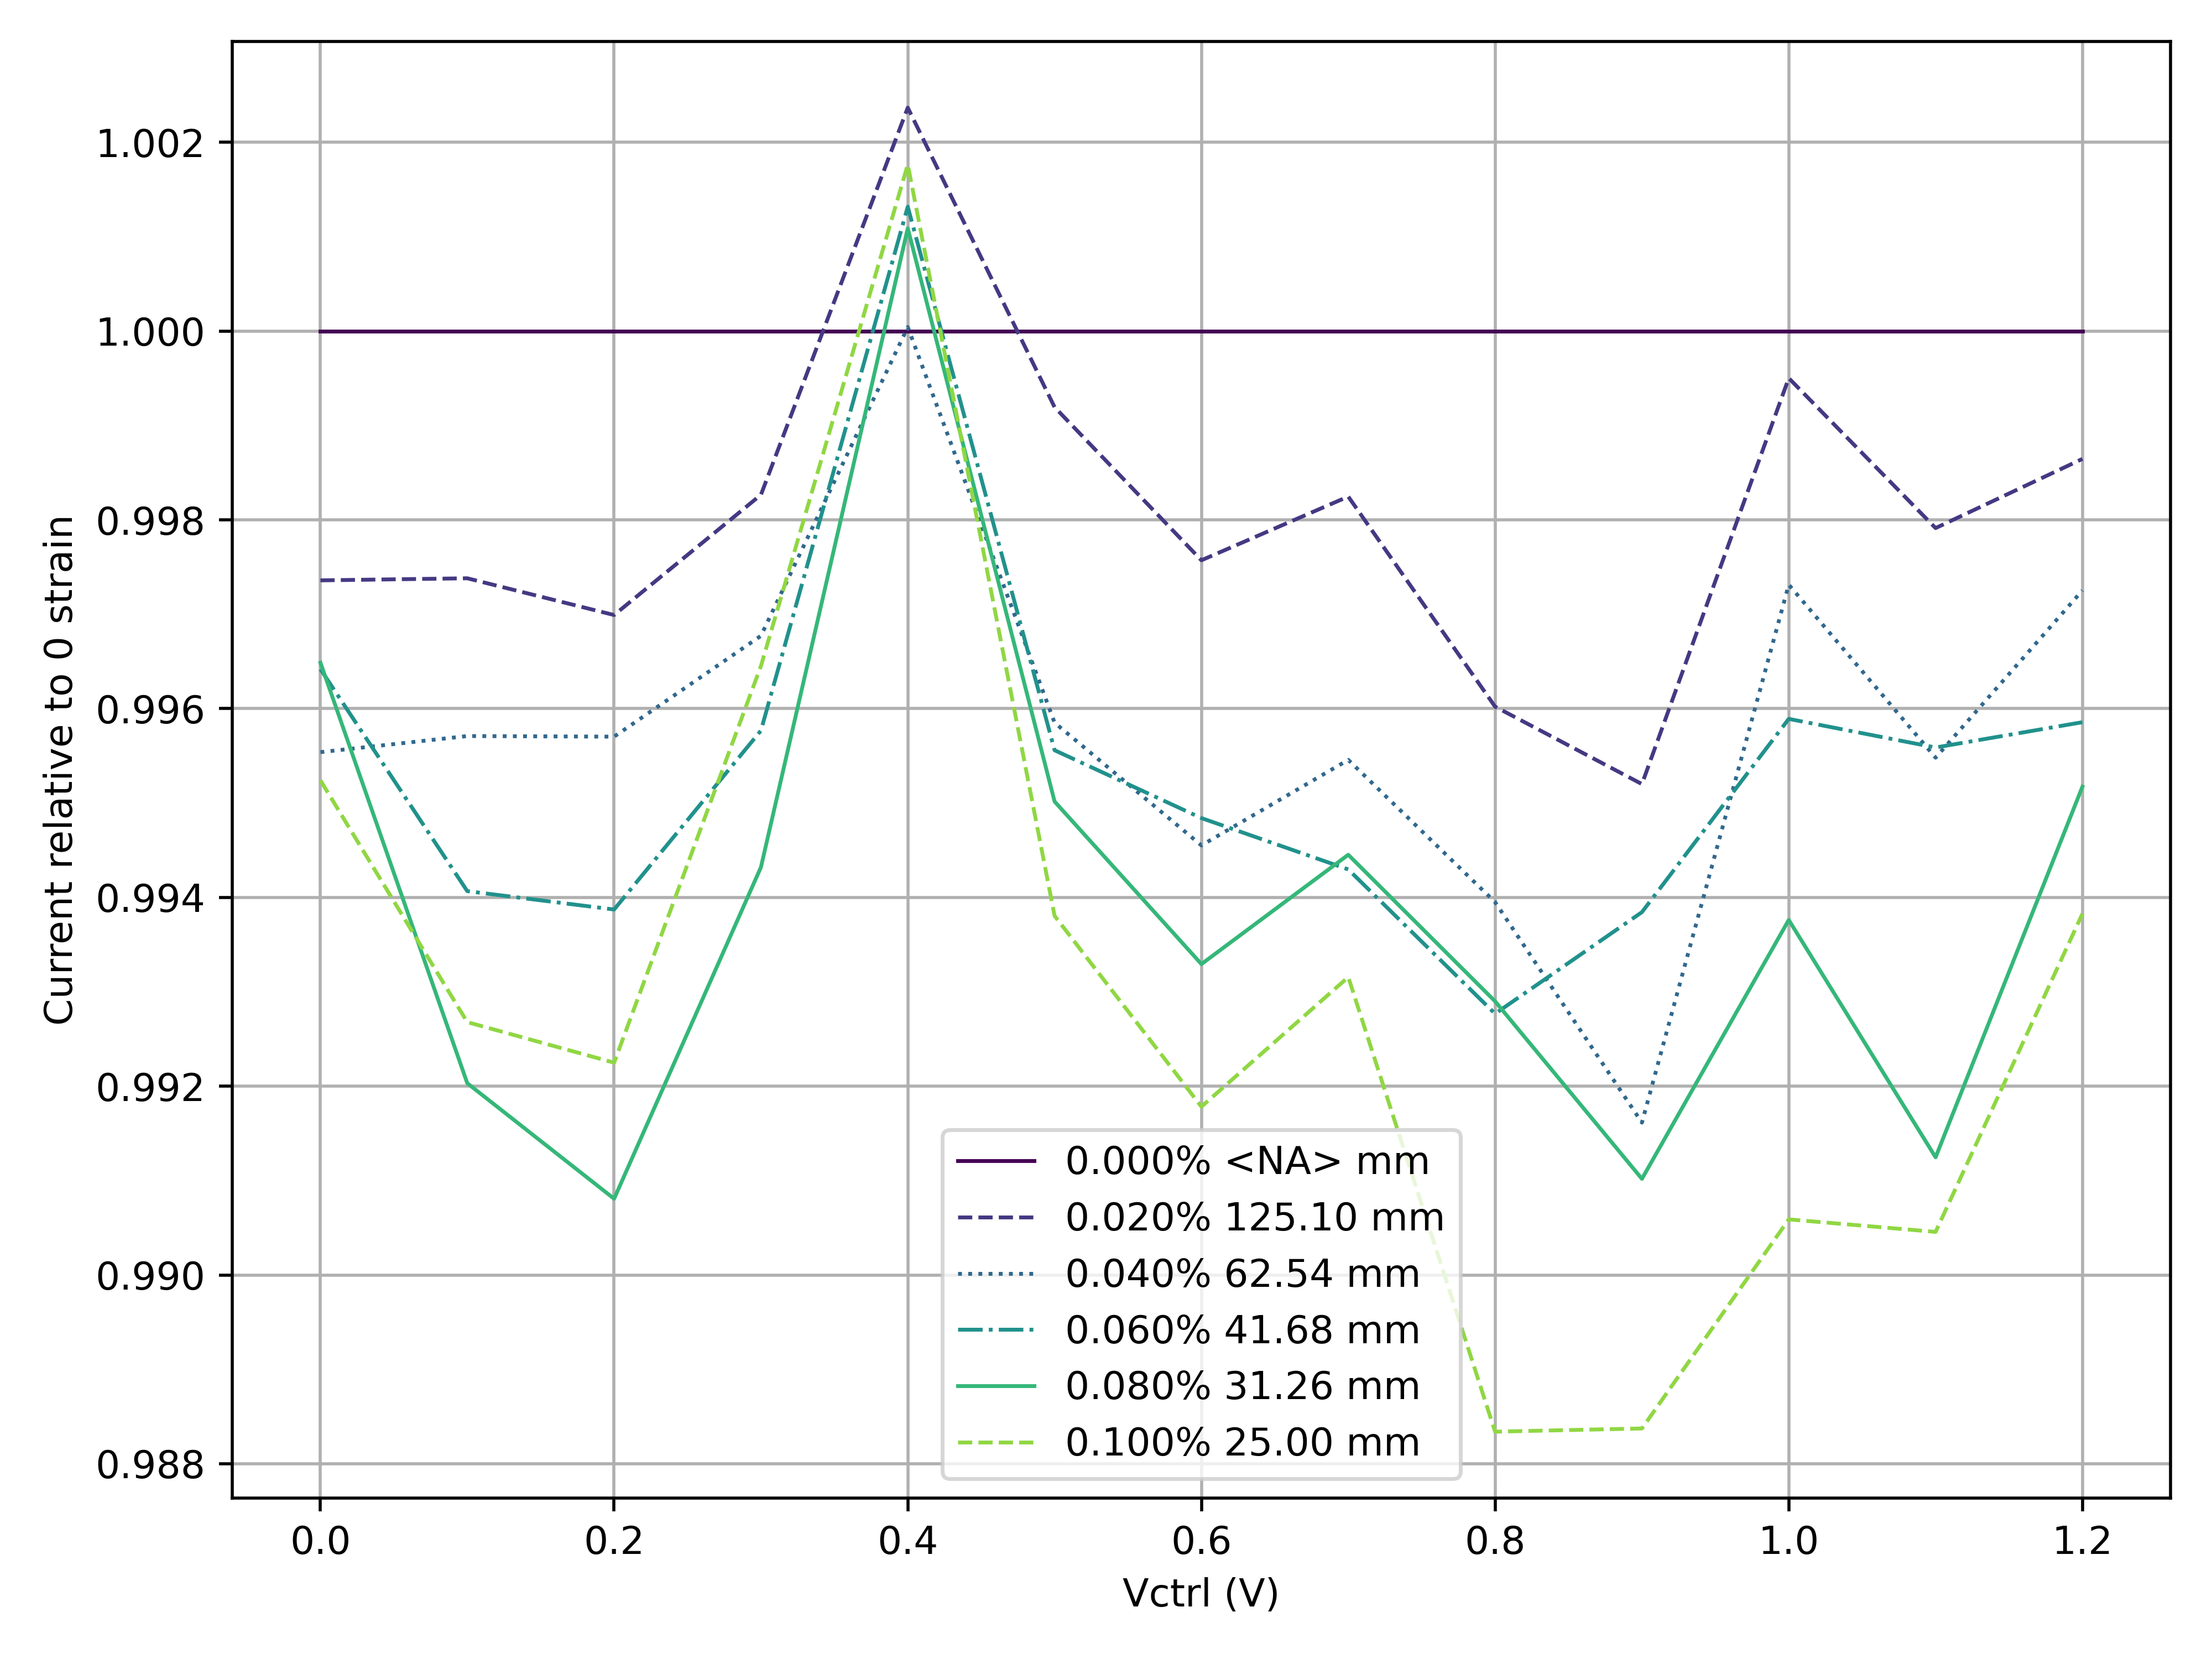 1.002
1.000
0.998
0.996
0.994
0.992
0.990
0.988
Current relative to 0 strain
0.000% <NA> mm
0.020% 125.10 mm
0.040% 62.54 mm
0.060% 41.68 mm
0.080% 31.26 mm
0.100% 25.00 mm
0.0 0.2 0.4 0.6 0.8 1.0 1.2
Vctrl (V)